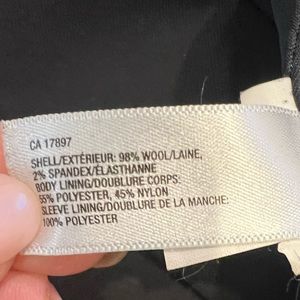 CA 17897
SHELL/EXTÉRIEUR: 98% WOOL/LAINE,
2% SPANDEX/ÉLASTHANNE
BODY LINING/DOUBLURE CORPS:
55% POLYESTER, 45% NYLON
SLEEVE LINING/DOUBLURE DE LA MANCHE:
100% POLYESTER